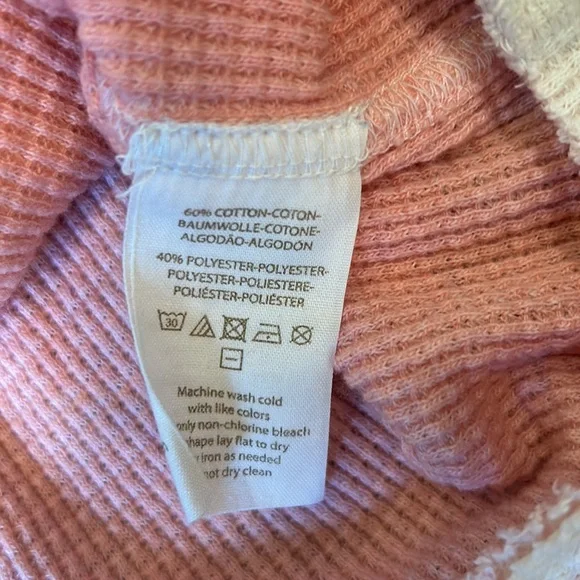 60% COTTON-COTON-
BAUMWOLLE-COTONE-
ALGODÃO-ALGODÓN
40% POLYESTER-POLYESTER-
POLYESTER-POLIESTERE-
POLIÉSTER-POLIÉSTER
30
Machine wash cold
with like colors
only non-chlorine bleach
shape lay flat to dry
iron as needed
not dry clean